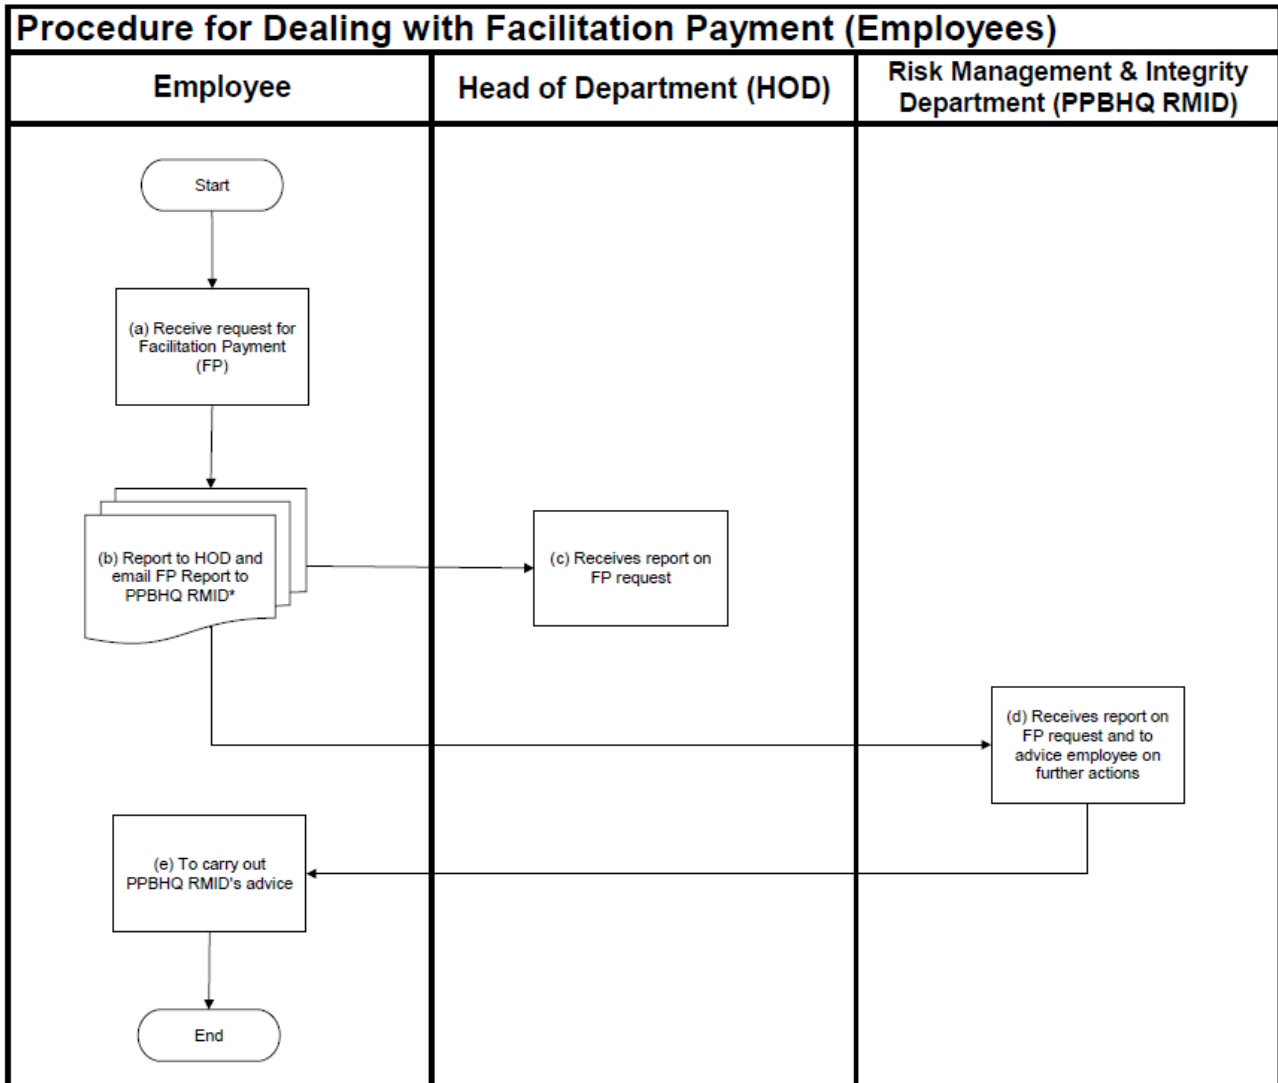 Procedure for Dealing with Facilitation Payment (Employees)
Employee
Head of Department (HOD)
Risk Management & Integrity
Department (PPBHQ RMID)
Start
(a) Receive request for
Facilitation Payment
(FP)
(b) Report to HOD and
email FP Report to
PPBHQ RMID*
(c) Receives report on
FP request
(d) Receives report on
FP request and to
advice employee on
further actions
(e) To carry out
PPBHQ RMID's advice
End